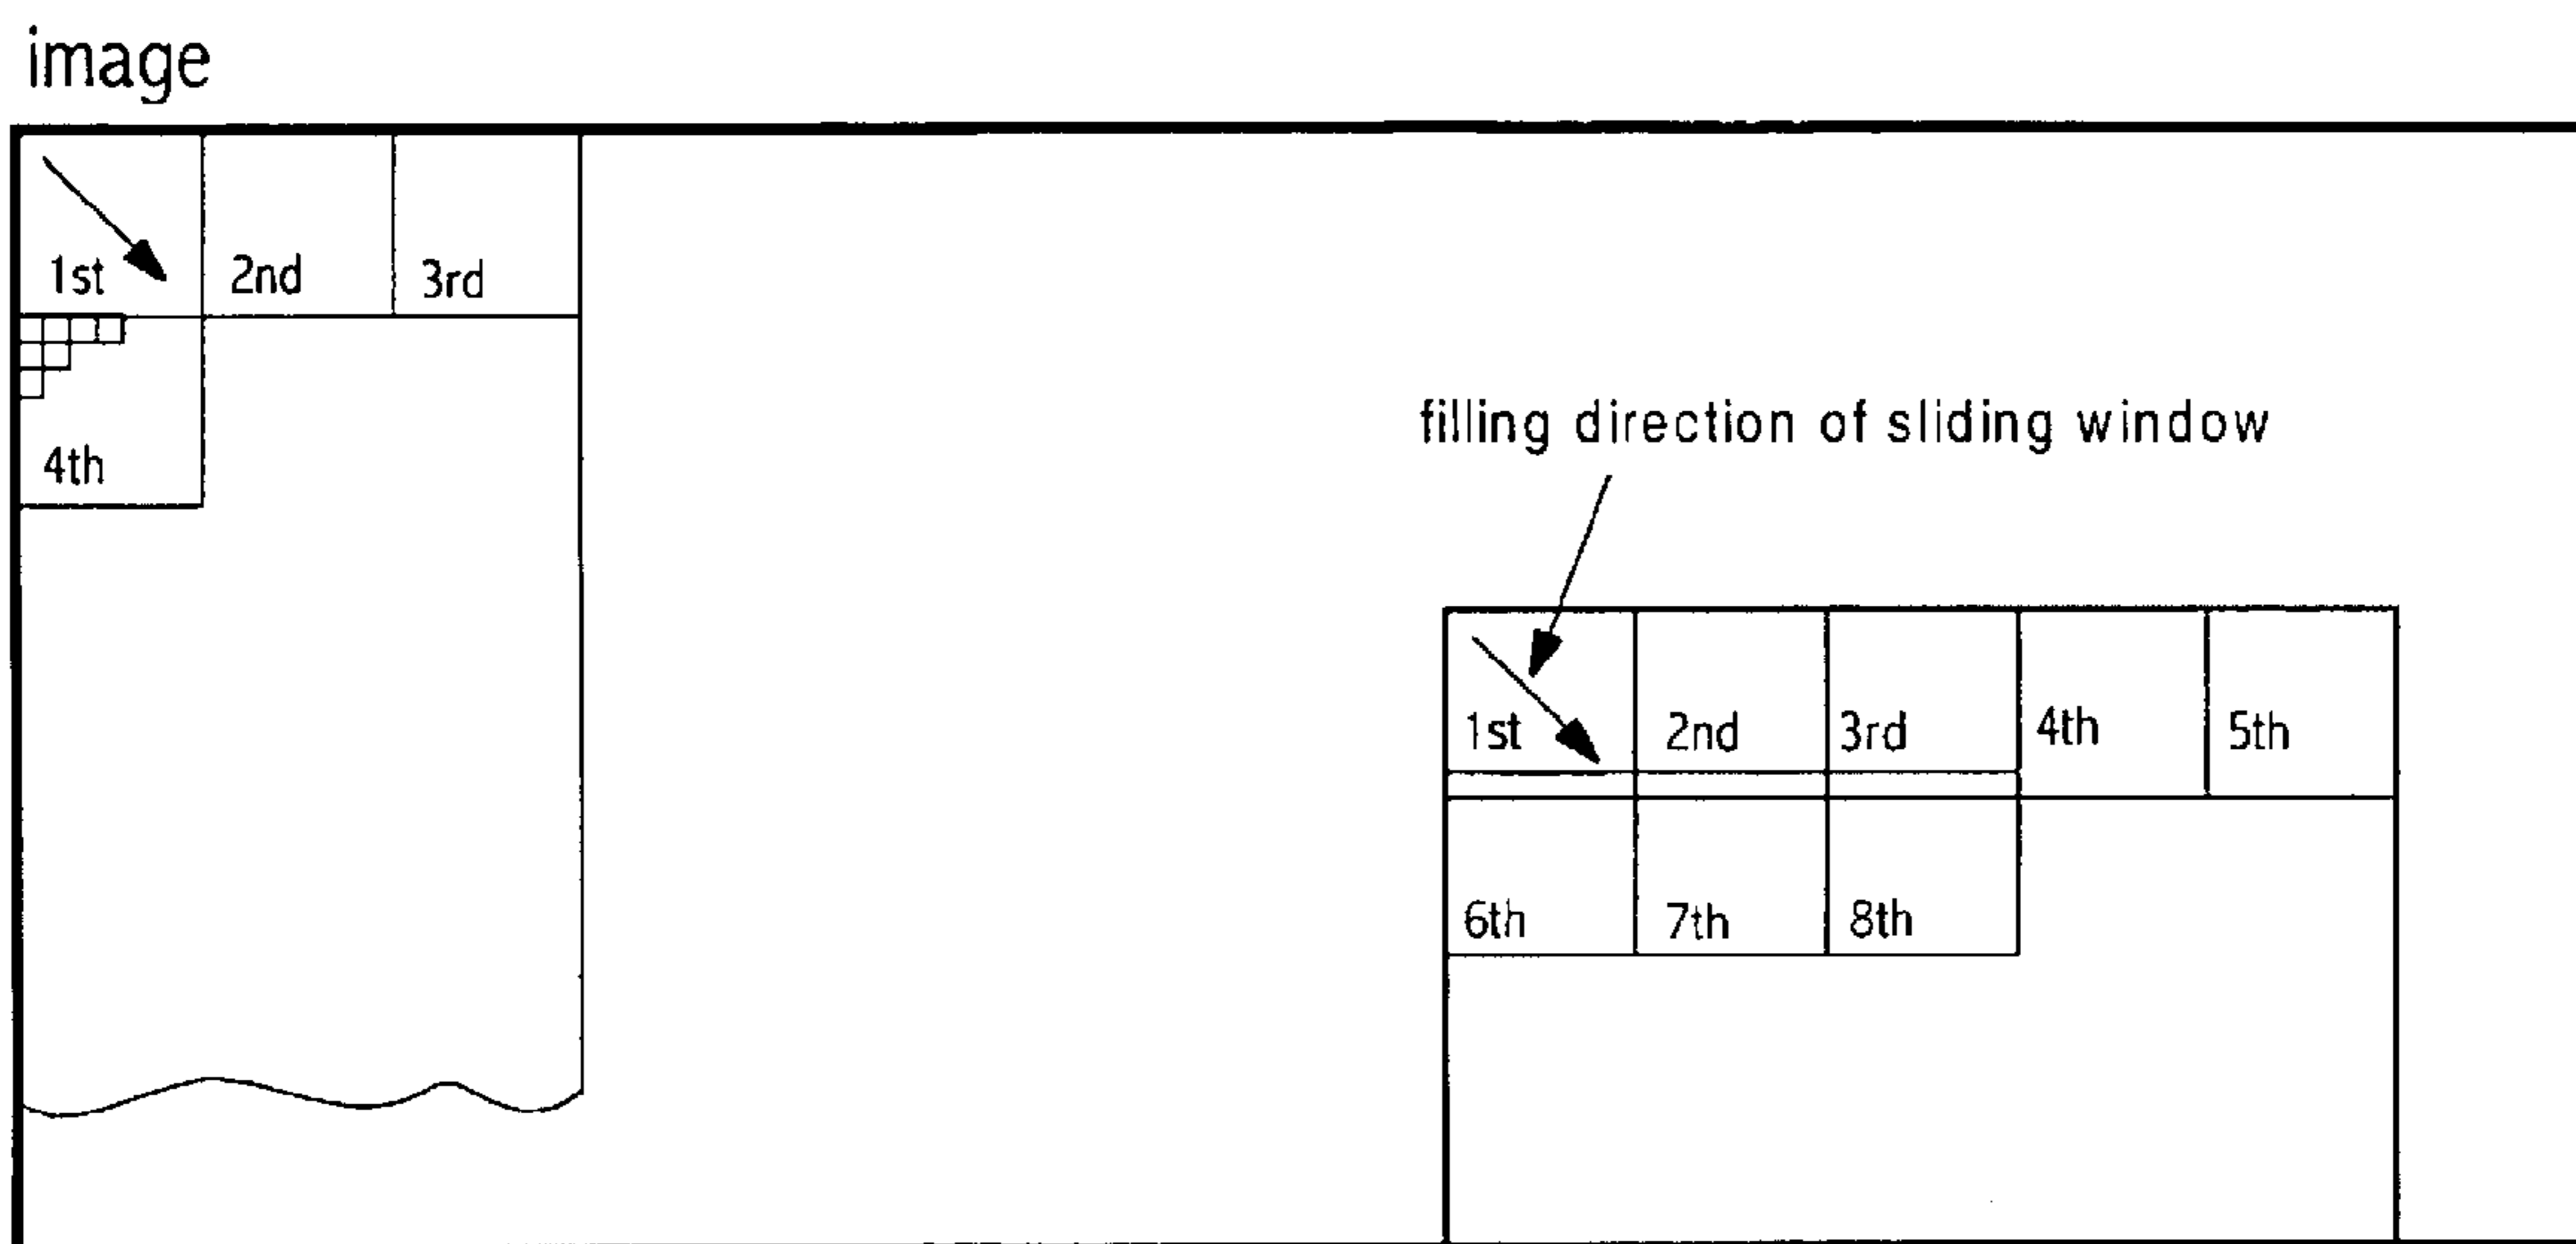 image
1st 2nd 3rd
4th
filling direction of sliding window
1st 2nd 3rd 4th 5th
6th 7th 8th